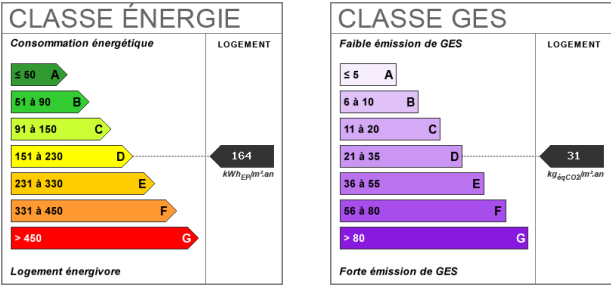 CLASSE ÉNERGIE
Consommation énergétique
LOGEMENT
≤ 50 A
51 à 90 B
91 à 150 C
151 à 230 D
164
kWhEP/m².an
231 à 330 E
331 à 450 F
> 450 G
Logement énergivore
CLASSE GES
Faible émission de GES
LOGEMENT
≤ 5 A
6 à 10 B
11 à 20 C
21 à 35 D
31
kgéqCO2/m².an
36 à 55 E
56 à 80 F
> 80 G
Forte émission de GES